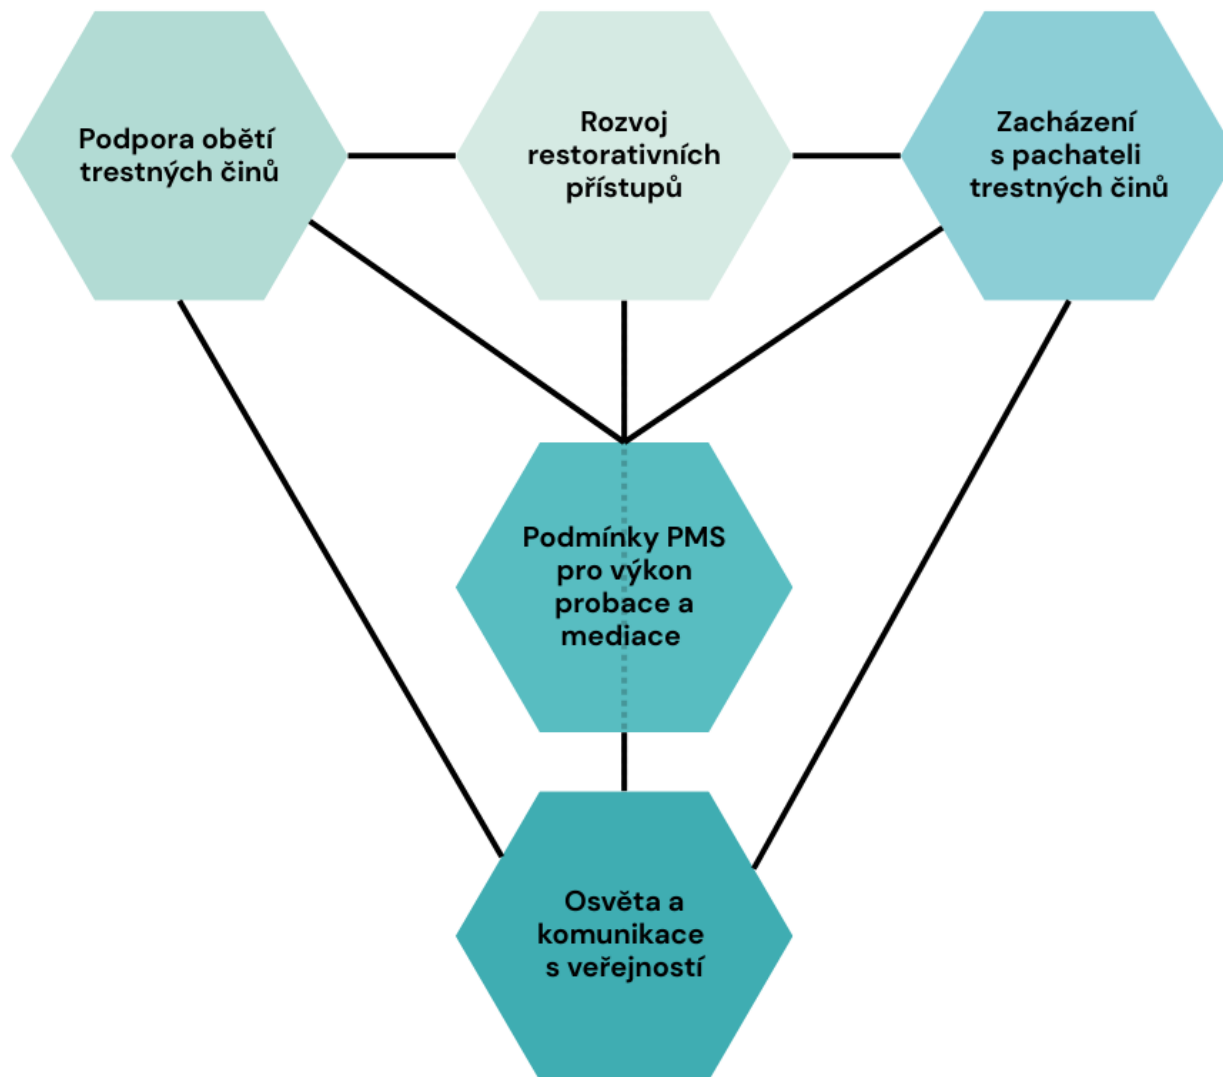 Podpora obětí
trestných činů
Rozvoj
restorativních
přístupů
Zacházení
s pachateli
trestných činů
Podmínky PMS
pro výkon
probace a
mediace
Osvěta a
komunikace
s veřejností